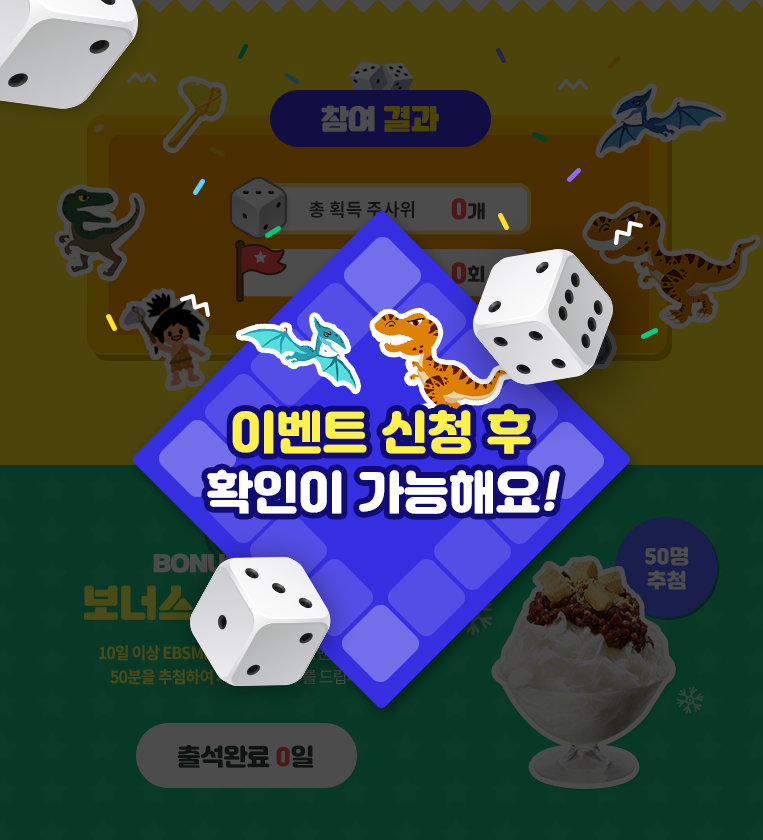 참여 결과
총 획득 주사위 0개
0회
이벤트 신청 후
확인이 가능해요!
50명
추첨
보너스
10일 이상
50분을 추첨하여
출석완료 0일